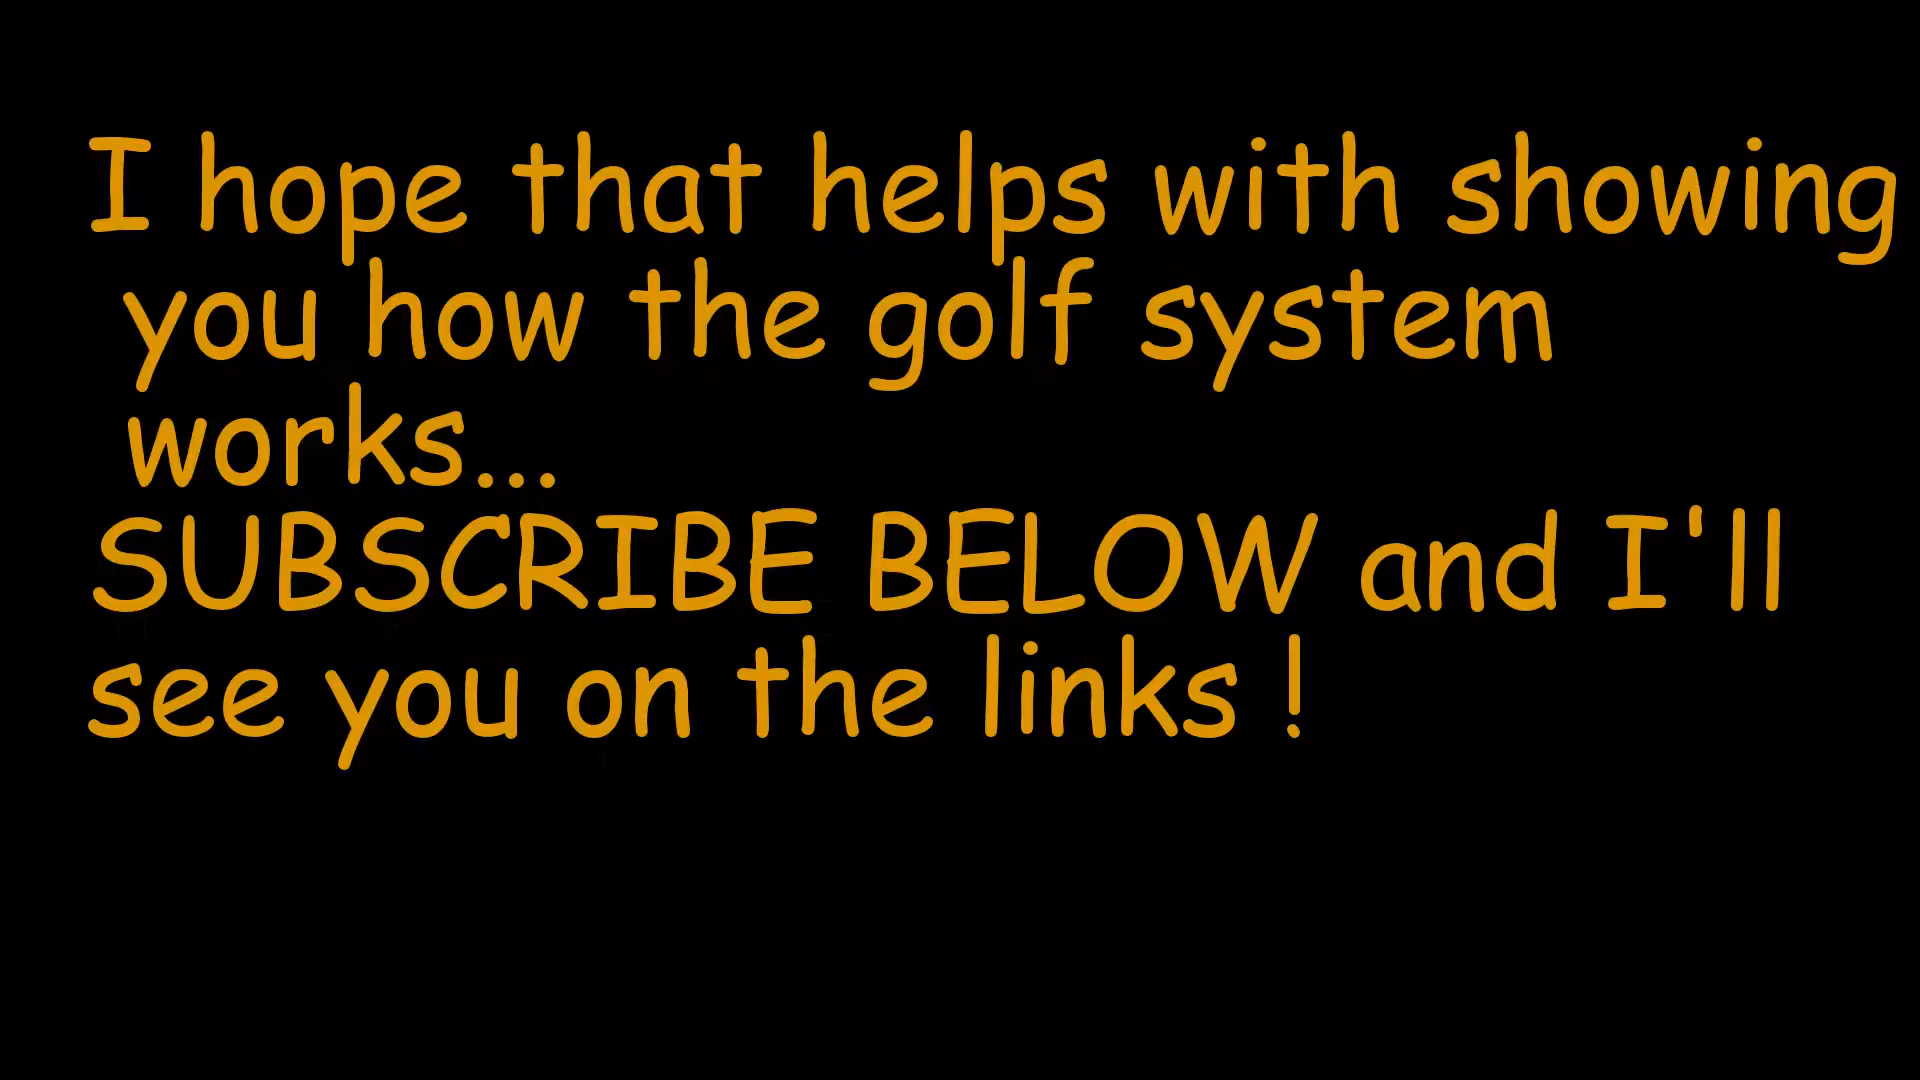 I hope that helps with showing
you how the golf system
works...
SUBSCRIBE BELOW and I'll
see you on the links !